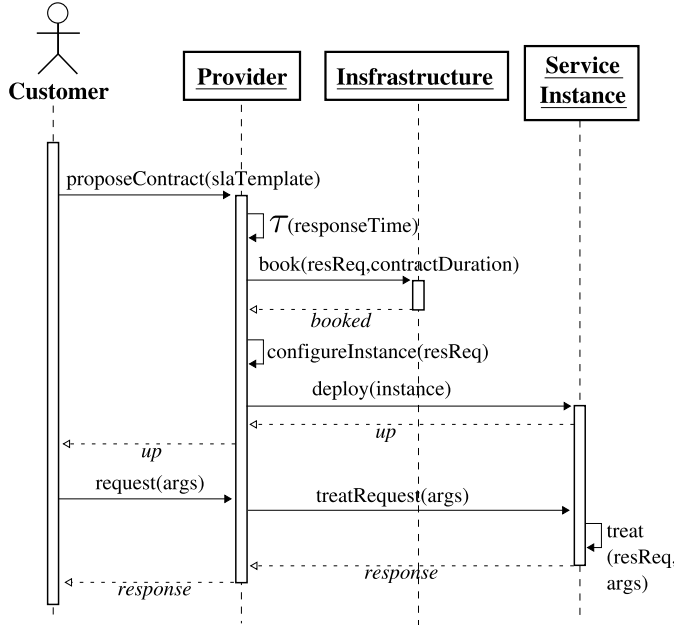 Customer
Provider
Insfrastructure
Service
Instance
proposeContract(slaTemplate)
τ(responseTime)
book(resReq,contractDuration)
booked
configureInstance(resReq)
deploy(instance)
up
up
request(args)
treatRequest(args)
treat
(resReq,
args)
response
response